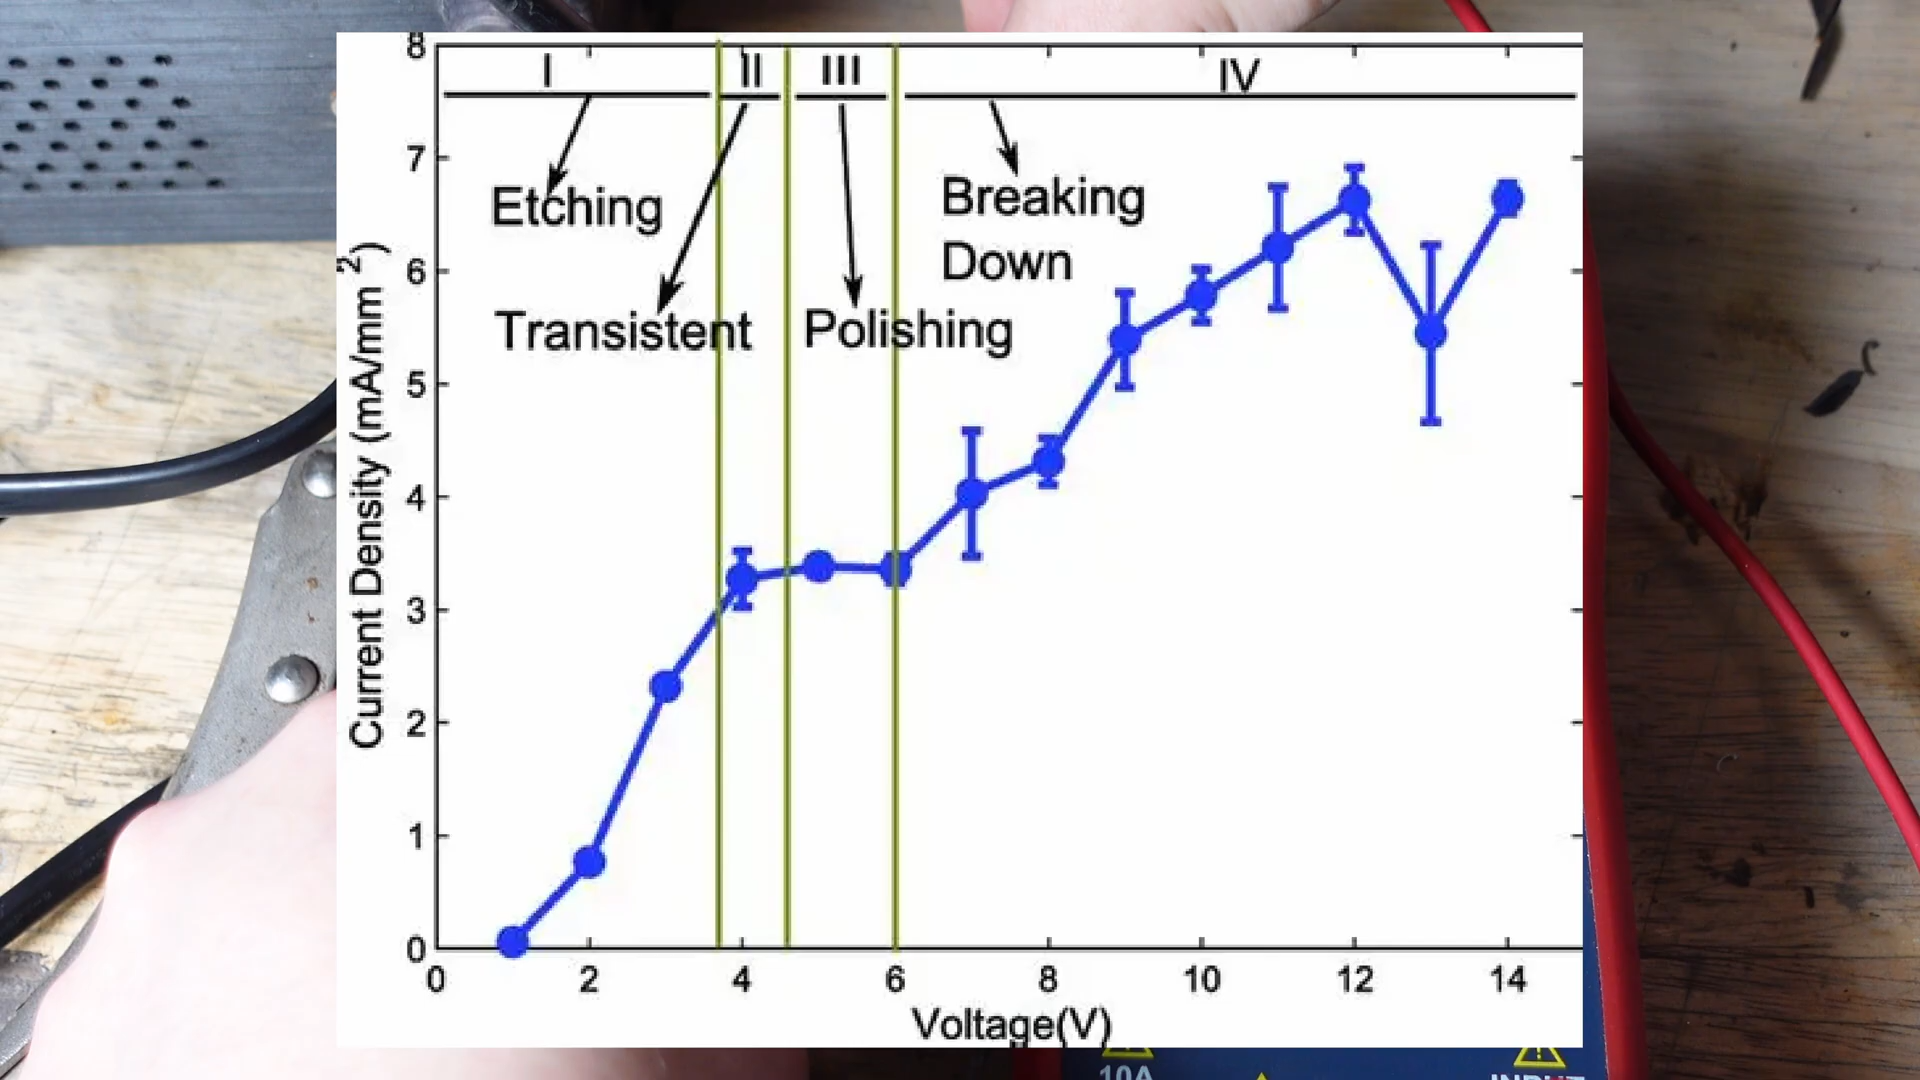 8
I
II
III
IV
7
Etching
Breaking
Down
6
Transistent
Polishing
5
4
3
2
1
0
Current Density (mA/mm²)
0 2 4 6 8 10 12 14
Voltage(V)
10A